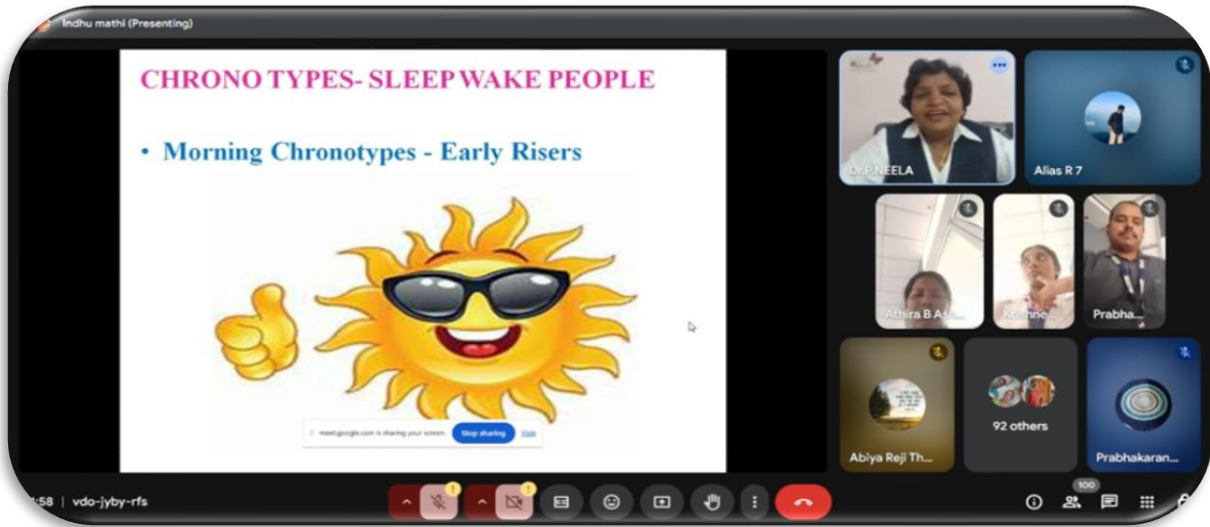 Indhu mathi (Presenting)
CHRONO TYPES- SLEEP WAKE PEOPLE
• Morning Chronotypes - Early Risers
meet.google.com is sharing your screen.
Stop sharing
Hide
Dr.P.NEELA
Alias R 7
Athira B As...
Prabha...
Abiya Reji Th...
92 others
Prabhakaran...
:58 | vdo-jyby-rfs
100